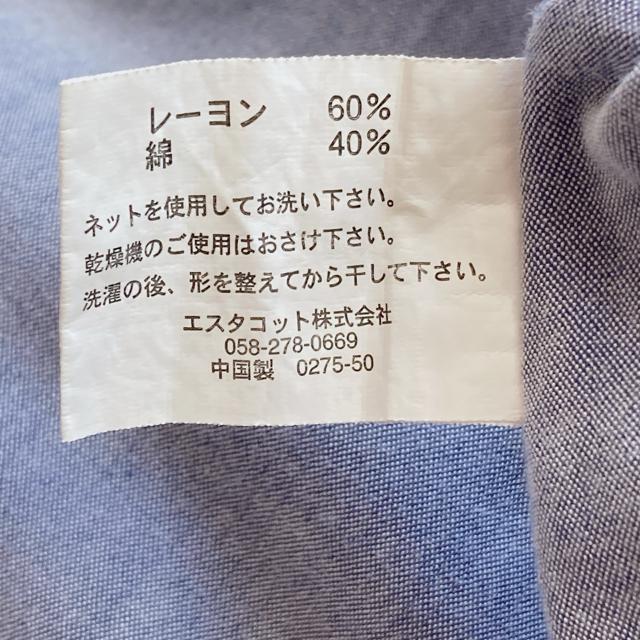 レーヨン 60%
綿 40%
ネットを使用してお洗い下さい。
乾燥機のご使用はおさけ下さい。
洗濯の後、形を整えてから干して下さい。
エスタコット株式会社
058-278-0669
中国製 0275-50